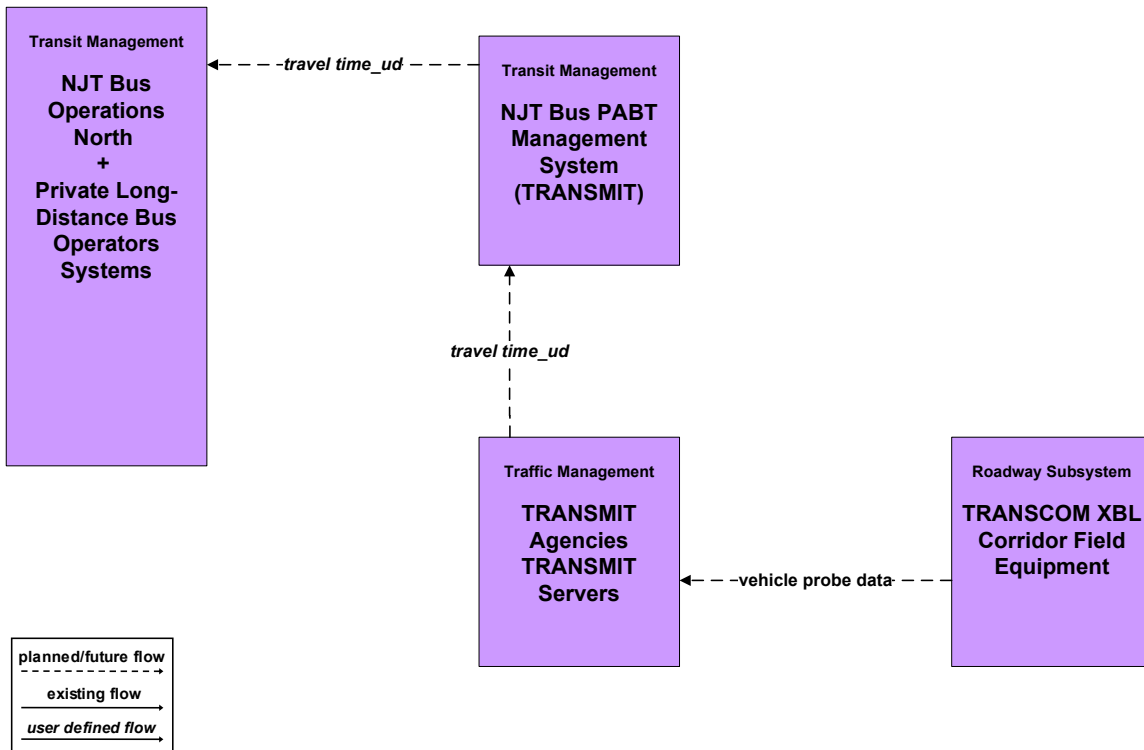 Transit Management
NJT Bus
Operations
North
+
Private Long-
Distance Bus
Operators
Systems
travel time_ud
Transit Management
NJT Bus PABT
Management
System
(TRANSMIT)
travel time_ud
Traffic Management
TRANSMIT
Agencies
TRANSMIT
Servers
vehicle probe data
Roadway Subsystem
TRANSCOM XBL
Corridor Field
Equipment
planned/future flow
existing flow
user defined flow